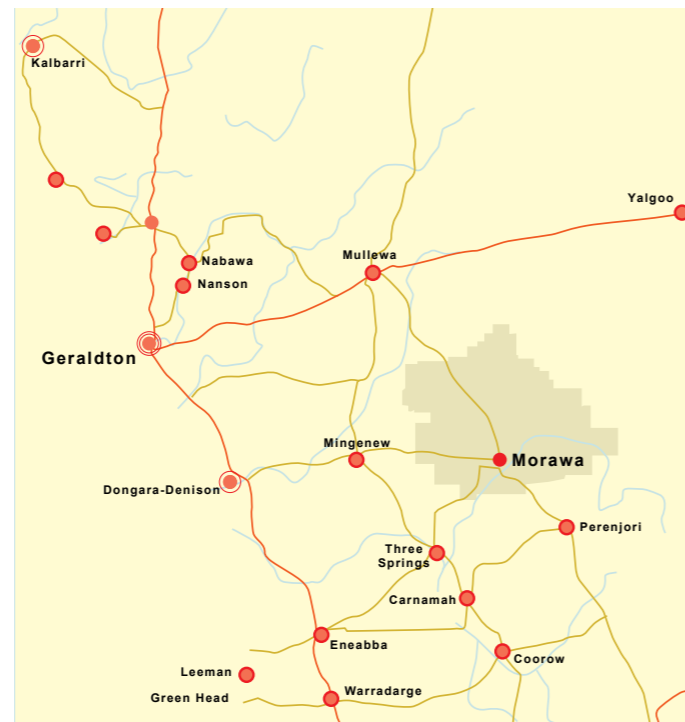 Kalbarri
Yalgoo
Nabawa
Mullewa
Nanson
Geraldton
Mingenew
Morawa
Dongara-Denison
Perenjori
Three
Springs
Carnamah
Eneabba
Coorow
Leeman
Green Head
Warradarge